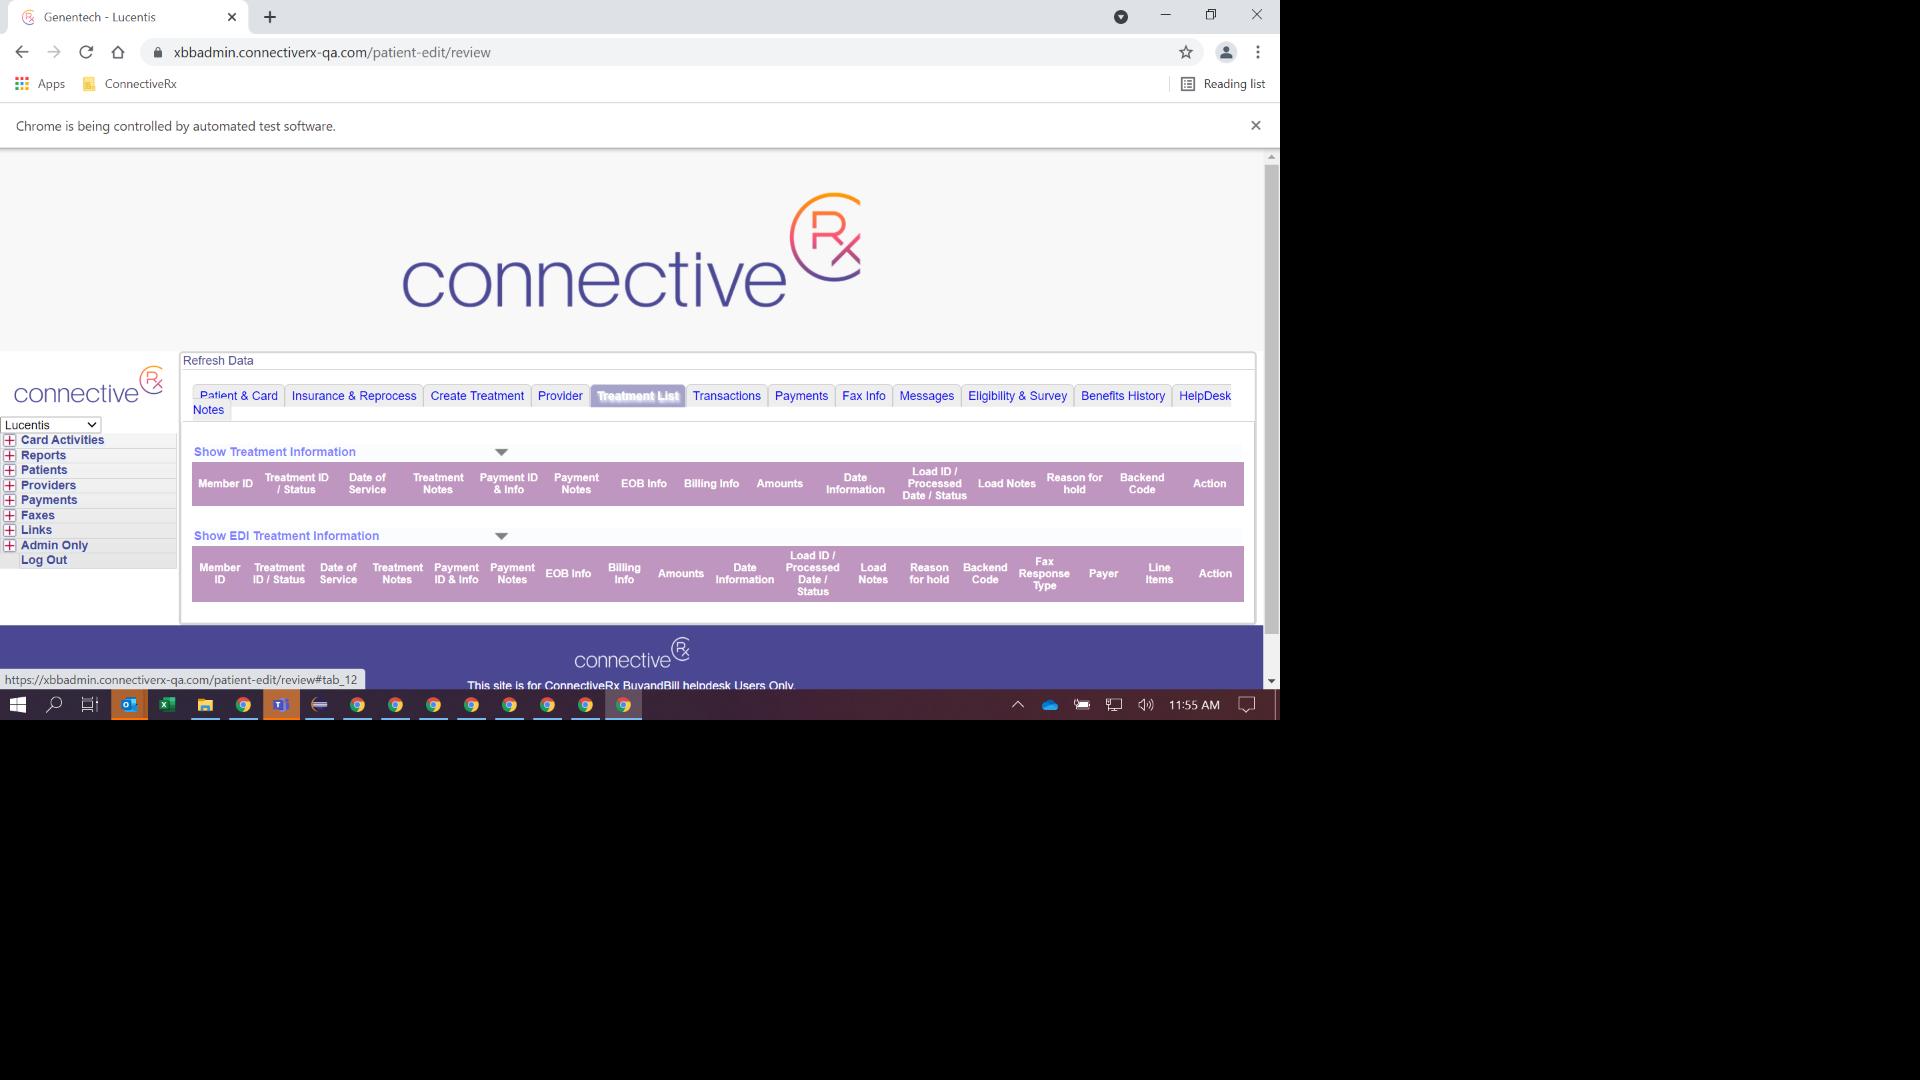 Genentech - Lucentis
xbbadmin.connectiverx-qa.com/patient-edit/review
Apps ConnectiveRx Reading list
Chrome is being controlled by automated test software.
connective Rx
connective Rx
Refresh Data
Patient & Card Insurance & Reprocess Create Treatment Provider Treatment List Transactions Payments Fax Info Messages Eligibility & Survey Benefits History HelpDesk
Notes
Lucentis
Card Activities
Reports
Patients
Providers
Payments
Faxes
Links
Admin Only
Log Out
Show Treatment Information
Member ID Treatment ID / Status Date of Service Treatment Notes Payment ID & Info Payment Notes EOB Info Billing Info Amounts Date Information Load ID / Processed Date / Status Load Notes Reason for hold Backend Code Action
Show EDI Treatment Information
Member ID Treatment ID / Status Date of Service Treatment Notes Payment ID & Info Payment Notes EOB Info Billing Info Amounts Date Information Load ID / Processed Date / Status Load Notes Reason for hold Backend Code Fax Response Type Payer Line Items Action
connective Rx
This site is for ConnectiveRx BuyandBill helpdesk Users Only.
https://xbbadmin.connectiverx-qa.com/patient-edit/review#tab_12
11:55 AM